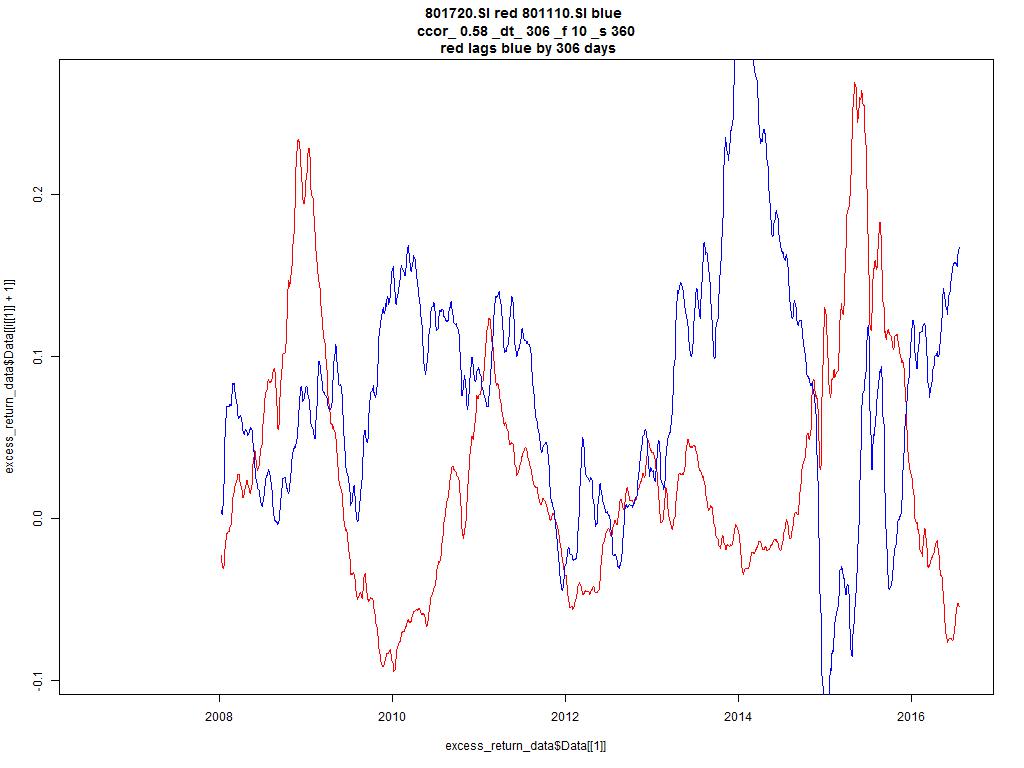 801720.SI red 801110.SI blue
ccor_ 0.58 _dt_ 306 _f 10 _s 360
red lags blue by 306 days
excess_return_data$Data[[i[[1]] + 1]]
0.2
0.1
0.0
-0.1
2008 2010 2012 2014 2016
excess_return_data$Data[[1]]